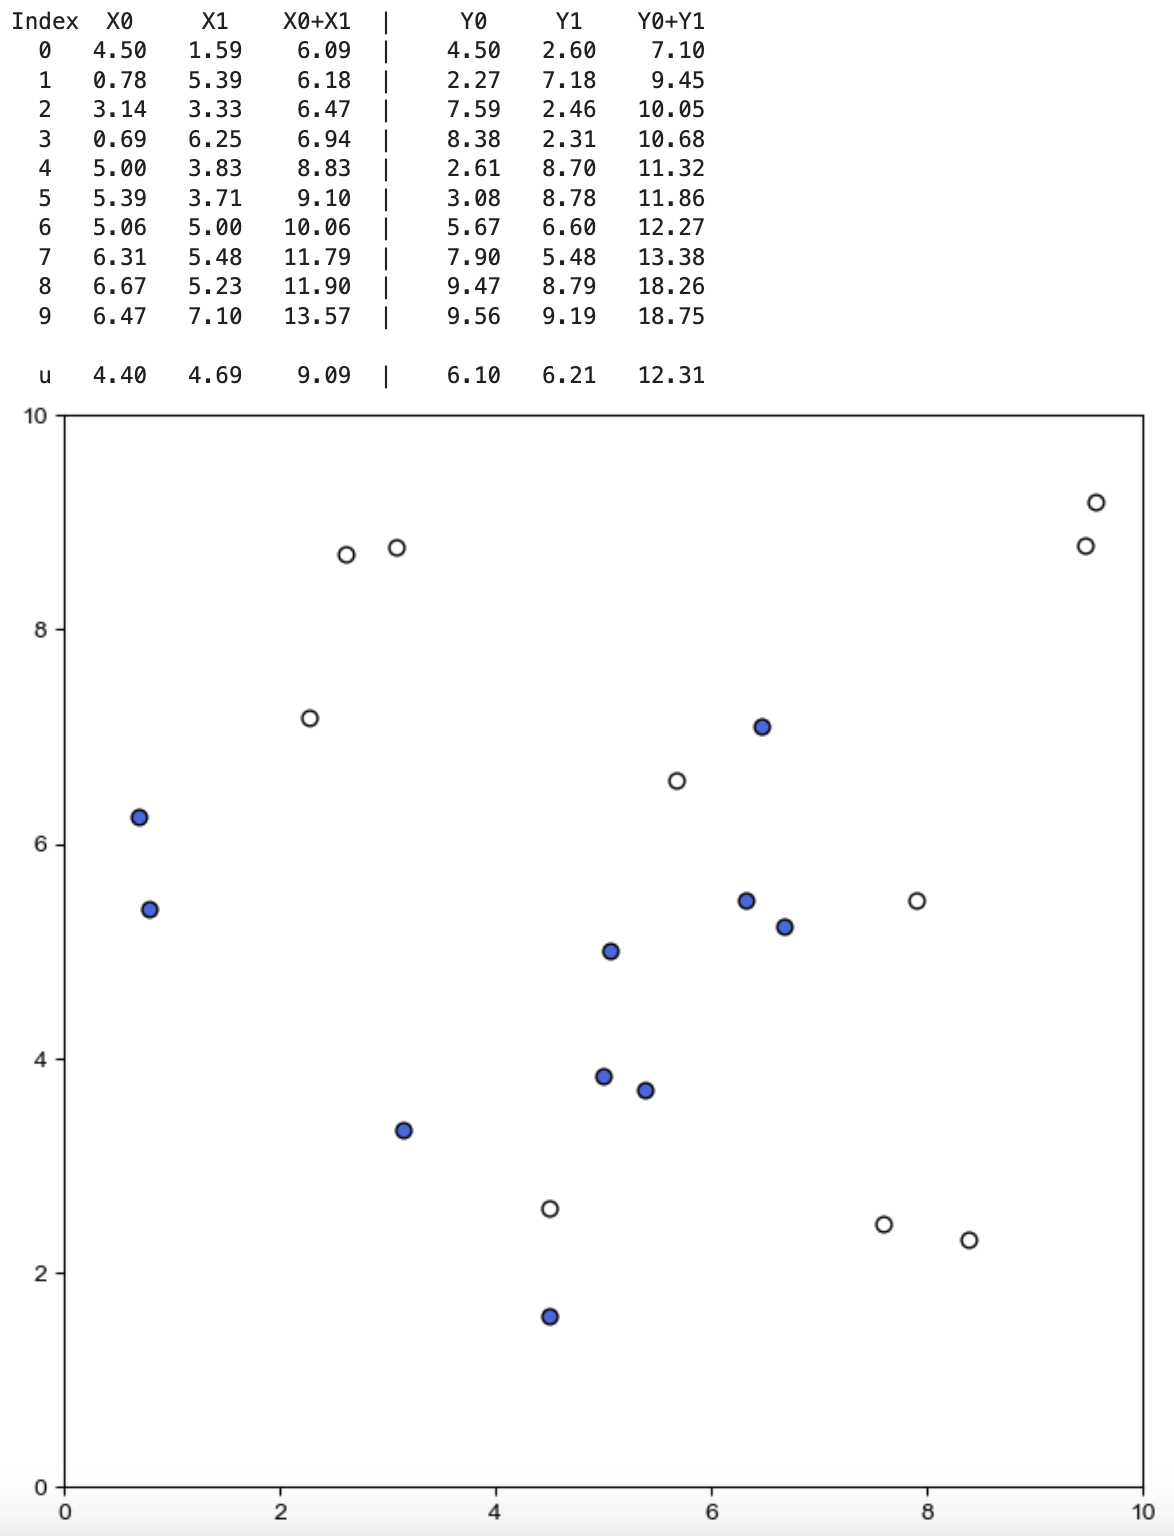 Index X0 X1 X0+X1 | Y0 Y1 Y0+Y1
0 4.50 1.59 6.09 | 4.50 2.60 7.10
1 0.78 5.39 6.18 | 2.27 7.18 9.45
2 3.14 3.33 6.47 | 7.59 2.46 10.05
3 0.69 6.25 6.94 | 8.38 2.31 10.68
4 5.00 3.83 8.83 | 2.61 8.70 11.32
5 5.39 3.71 9.10 | 3.08 8.78 11.86
6 5.06 5.00 10.06 | 5.67 6.60 12.27
7 6.31 5.48 11.79 | 7.90 5.48 13.38
8 6.67 5.23 11.90 | 9.47 8.79 18.26
9 6.47 7.10 13.57 | 9.56 9.19 18.75
u 4.40 4.69 9.09 | 6.10 6.21 12.31
10
8
6
4
2
0
0 2 4 6 8 10